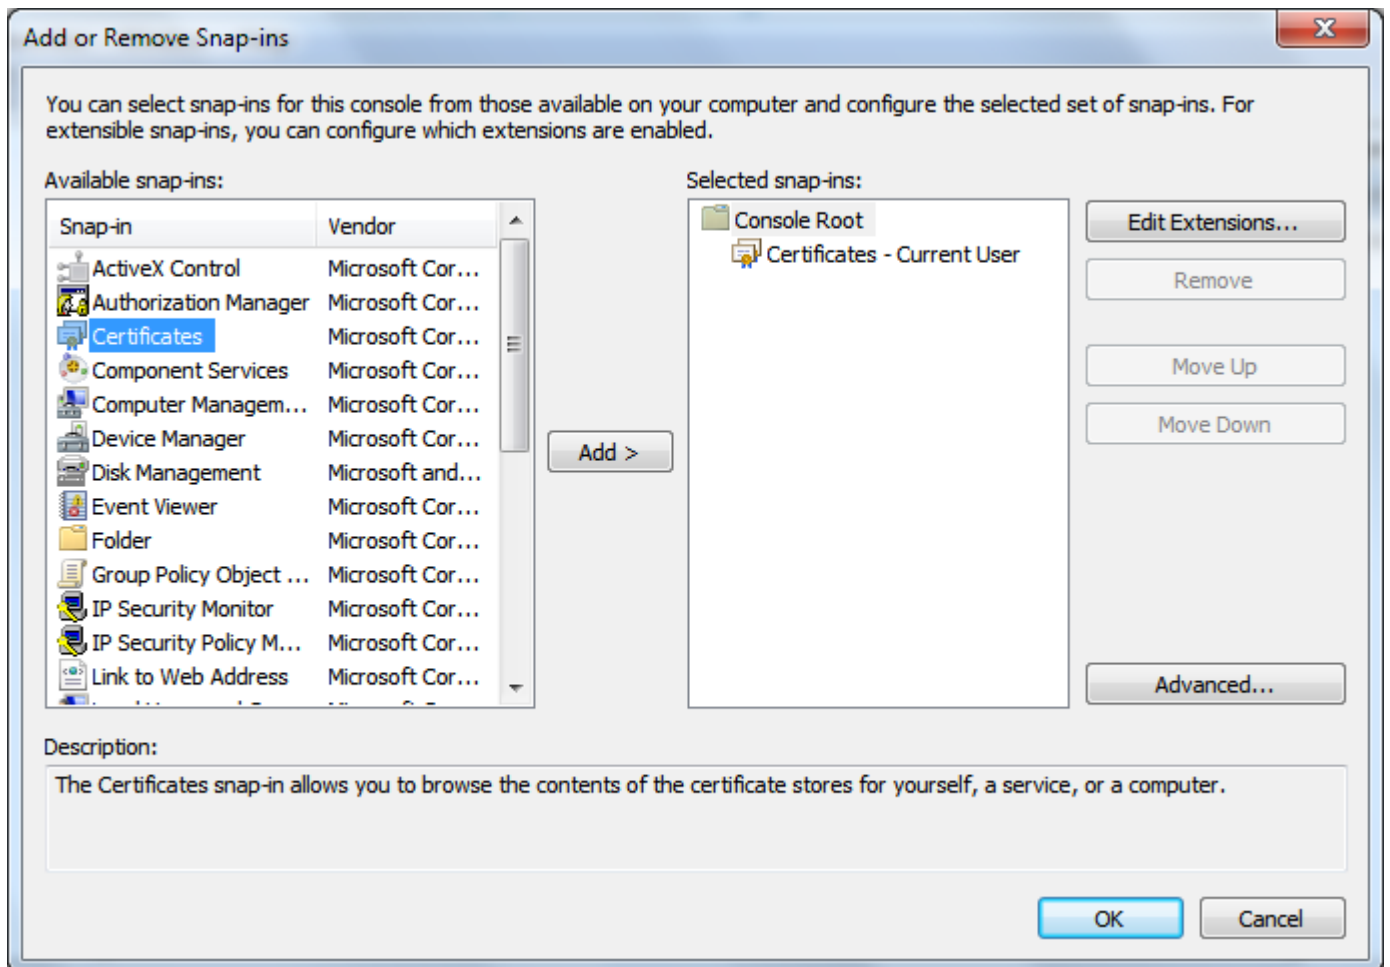 Add or Remove Snap-ins
X
You can select snap-ins for this console from those available on your computer and configure the selected set of snap-ins. For
extensible snap-ins, you can configure which extensions are enabled.
Available snap-ins:
Snap-in Vendor
ActiveX Control Microsoft Cor...
Authorization Manager Microsoft Cor...
Certificates Microsoft Cor...
Component Services Microsoft Cor...
Computer Managem... Microsoft Cor...
Device Manager Microsoft Cor...
Disk Management Microsoft and...
Event Viewer Microsoft Cor...
Folder Microsoft Cor...
Group Policy Object ... Microsoft Cor...
IP Security Monitor Microsoft Cor...
IP Security Policy M... Microsoft Cor...
Link to Web Address Microsoft Cor...
Add >
Selected snap-ins:
Console Root
Certificates - Current User
Edit Extensions...
Remove
Move Up
Move Down
Advanced...
Description:
The Certificates snap-in allows you to browse the contents of the certificate stores for yourself, a service, or a computer.
OK Cancel